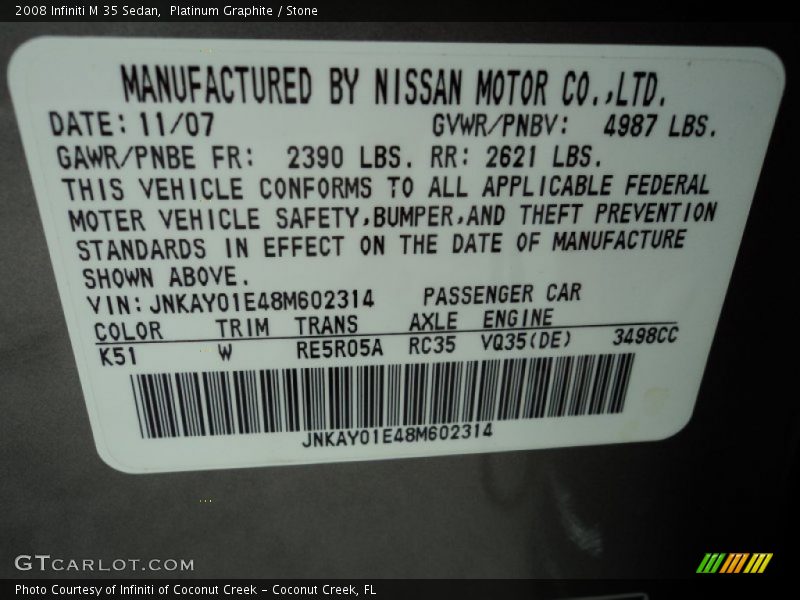 2008 Infiniti M 35 Sedan,  Platinum Graphite / Stone
MANUFACTURED BY NISSAN MOTOR CO.,LTD.
DATE: 11/07 GVWR/PNBV: 4987 LBS.
GAWR/PNBE FR: 2390 LBS. RR: 2621 LBS.
THIS VEHICLE CONFORMS TO ALL APPLICABLE FEDERAL
MOTER VEHICLE SAFETY,BUMPER,AND THEFT PREVENTION
STANDARDS IN EFFECT ON THE DATE OF MANUFACTURE
SHOWN ABOVE.
VIN: JNKAY01E48M602314 PASSENGER CAR
COLOR TRIM TRANS AXLE ENGINE
K51 W RE5R05A RC35 VQ35(DE) 3498CC
JNKAY01E48M602314
GTCARLOT.COM
Photo Courtesy of Infiniti of Coconut Creek - Coconut Creek, FL